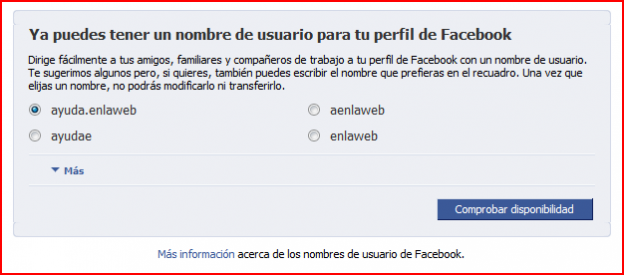 Ya puedes tener un nombre de usuario para tu perfil de Facebook
Dirige fácilmente a tus amigos, familiares y compañeros de trabajo a tu perfil de Facebook con un nombre de usuario.
Te sugerimos algunos pero, si quieres, también puedes escribir el nombre que prefieras en el recuadro. Una vez que
elijas un nombre, no podrás modificarlo ni transferirlo.
ayuda.enlaweb
aenlaweb
ayudae
enlaweb
Más
Comprobar disponibilidad
Más información acerca de los nombres de usuario de Facebook.